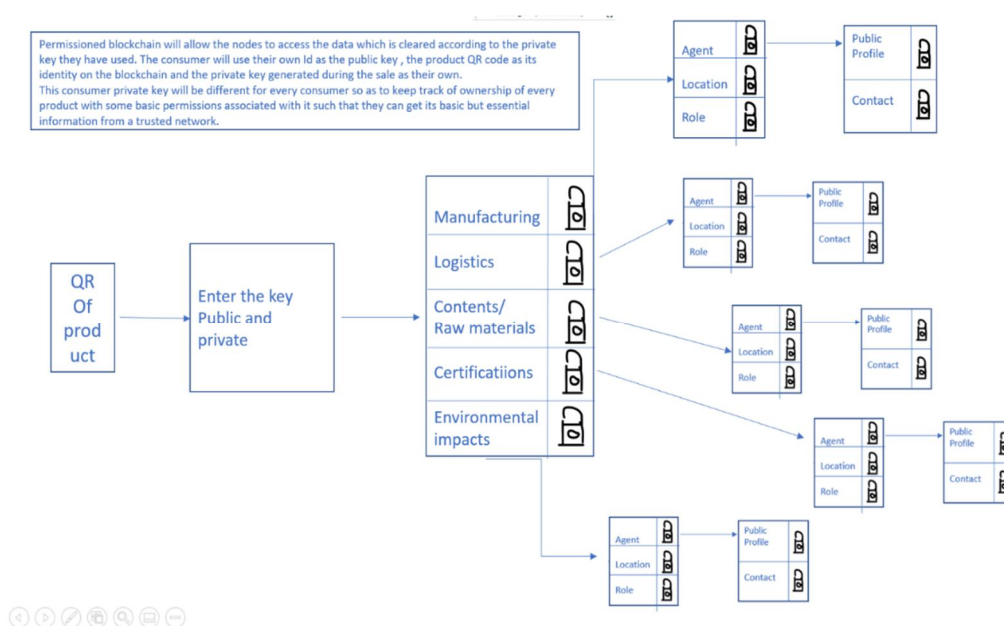 Permissioned blockchain will allow the nodes to access the data which is cleared according to the private
key they have used. The consumer will use their own Id as the public key , the product QR code as its
identity on the blockchain and the private key generated during the sale as their own.
This consumer private key will be different for every consumer so as to keep track of ownership of every
product with some basic permissions associated with it such that they can get its basic but essential
information from a trusted network.
QR
Of
prod
uct
Enter the key
Public and
private
Manufacturing
Logistics
Contents/
Raw materials
Certificatiions
Environmental
impacts
Agent
Location
Role
Public
Profile
Contact
Agent
Location
Role
Public
Profile
Contact
Agent
Location
Role
Public
Profile
Contact
Agent
Location
Role
Public
Profile
Contact
Agent
Location
Role
Public
Profile
Contact